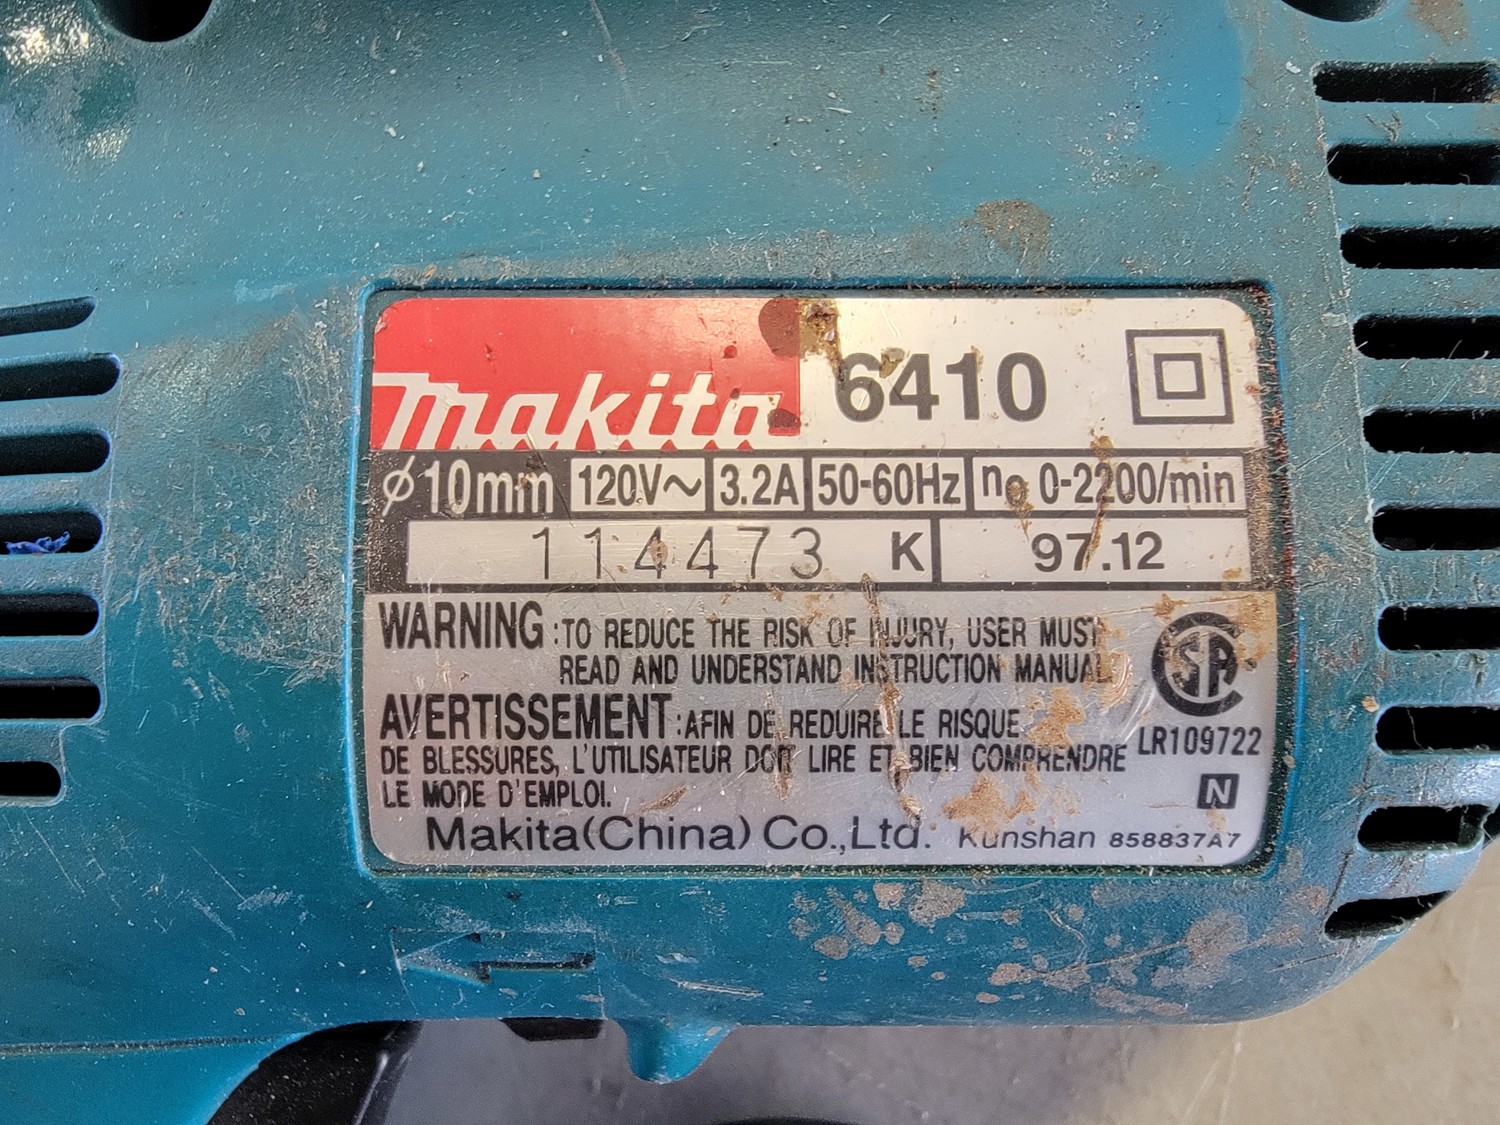 makita 6410
ø10mm 120V~ 3.2A 50-60Hz n₀ 0-2200/min
114473 K 97.12
WARNING :TO REDUCE THE RISK OF INJURY, USER MUST
READ AND UNDERSTAND INSTRUCTION MANUAL.
AVERTISSEMENT :AFIN DE REDUIRE LE RISQUE
DE BLESSURES, L'UTILISATEUR DOIT LIRE ET BIEN COMPRENDRE
LE MODE D'EMPLOI.
CSA
LR109722
N
Makita(China) Co.,Ltd. Kunshan 858837A7